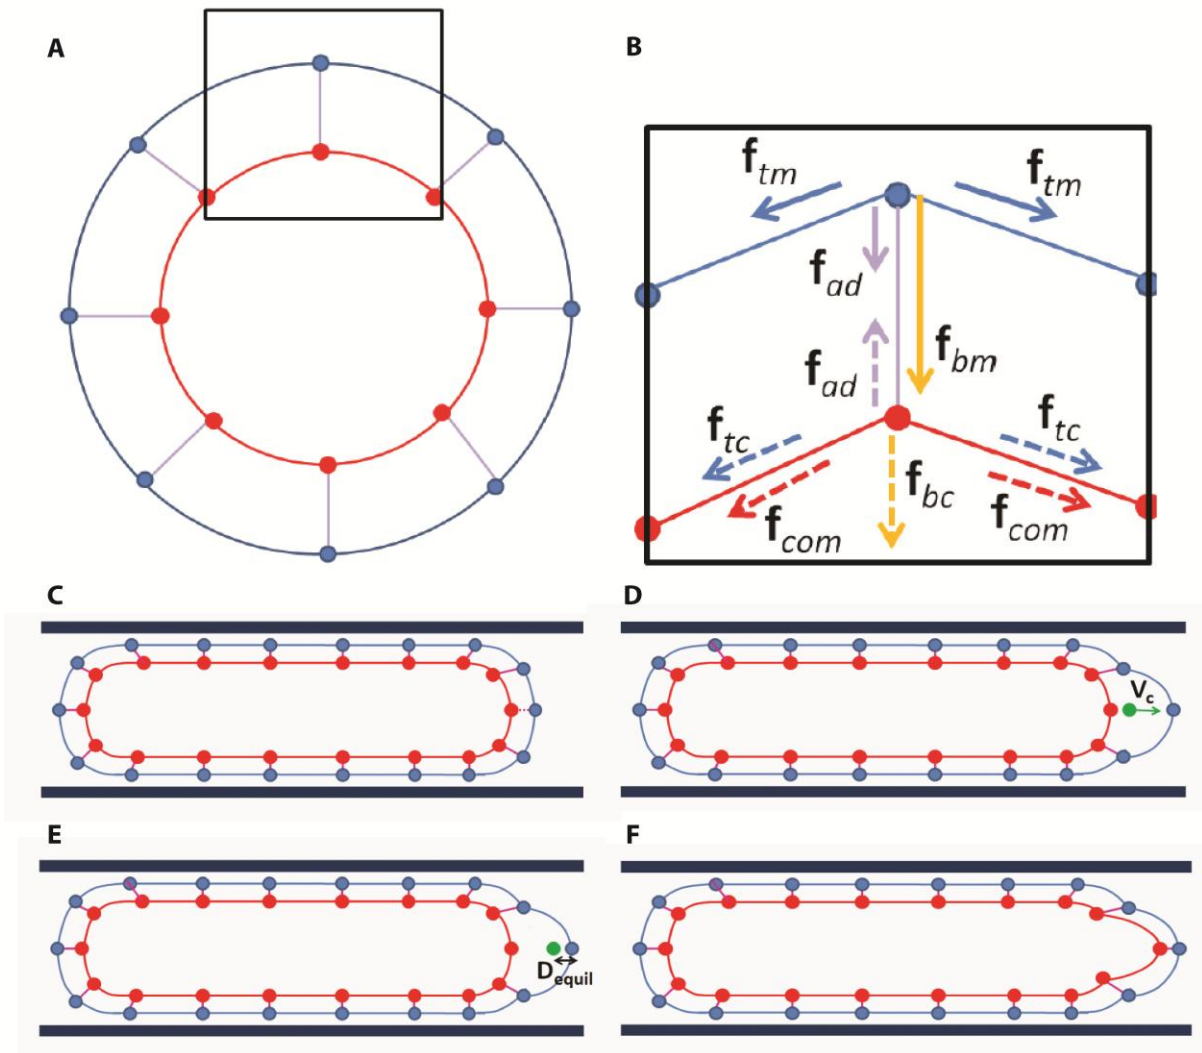 A
B
f_tm
f_tm
f_ad
f_bm
f_ad
f_tc
f_tc
f_bc
f_com
f_com
C
D
V_c
E
F
D_equil